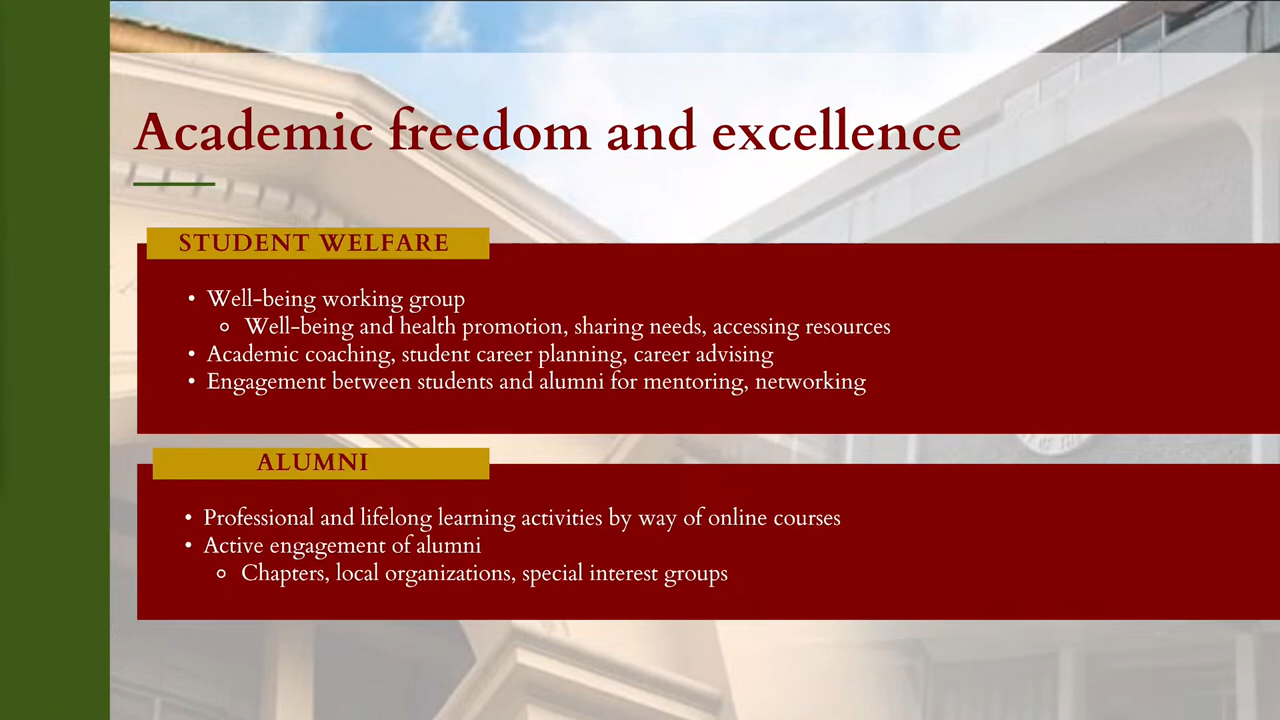 Academic freedom and excellence
STUDENT WELFARE
• Well-being working group
○ Well-being and health promotion, sharing needs, accessing resources
• Academic coaching, student career planning, career advising
• Engagement between students and alumni for mentoring, networking
ALUMNI
• Professional and lifelong learning activities by way of online courses
• Active engagement of alumni
○ Chapters, local organizations, special interest groups